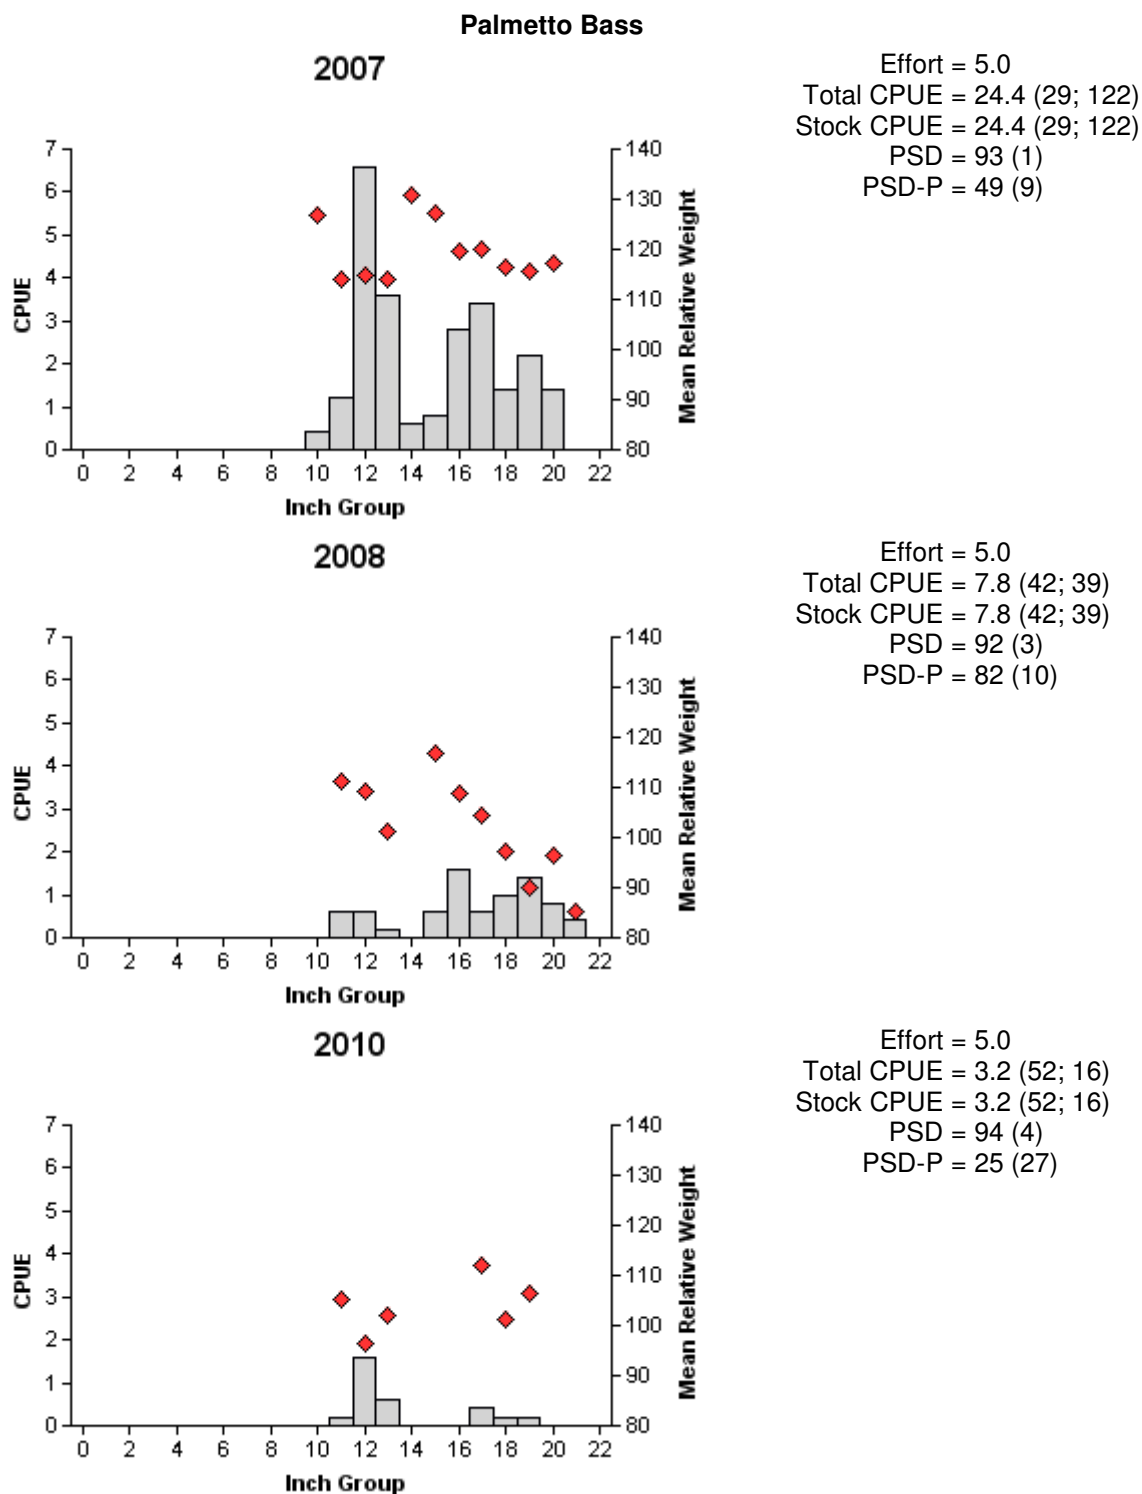 Palmetto Bass
2007
Effort = 5.0
Total CPUE = 24.4 (29; 122)
Stock CPUE = 24.4 (29; 122)
PSD = 93 (1)
PSD-P = 49 (9)
7 140
6 130
5 120
4 110
3 100
2 90
1
0 80
CPUE
Mean Relative Weight
0 2 4 6 8 10 12 14 16 18 20 22
Inch Group
2008
Effort = 5.0
Total CPUE = 7.8 (42; 39)
Stock CPUE = 7.8 (42; 39)
PSD = 92 (3)
PSD-P = 82 (10)
7 140
6 130
5 120
4 110
3 100
2 90
1
0 80
CPUE
Mean Relative Weight
0 2 4 6 8 10 12 14 16 18 20 22
Inch Group
2010
Effort = 5.0
Total CPUE = 3.2 (52; 16)
Stock CPUE = 3.2 (52; 16)
PSD = 94 (4)
PSD-P = 25 (27)
7 140
6 130
5 120
4 110
3 100
2 90
1
0 80
CPUE
Mean Relative Weight
0 2 4 6 8 10 12 14 16 18 20 22
Inch Group